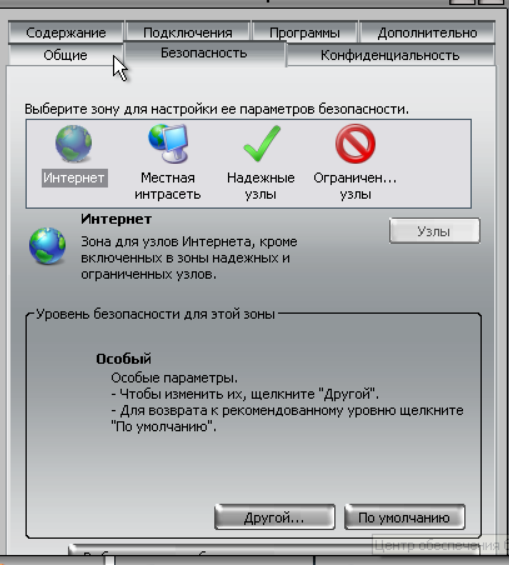 Содержание Подключения Программы Дополнительно
Общие Безопасность Конфиденциальность
Выберите зону для настройки ее параметров безопасности.
Интернет Местная интрасеть Надежные узлы Ограничен... узлы
Интернет
Узлы
Зона для узлов Интернета, кроме
включенных в зоны надежных и
ограниченных узлов.
Уровень безопасности для этой зоны
Особый
Особые параметры.
- Чтобы изменить их, щелкните "Другой".
- Для возврата к рекомендованному уровню щелкните
"По умолчанию".
Другой... По умолчанию
Центр обеспечения